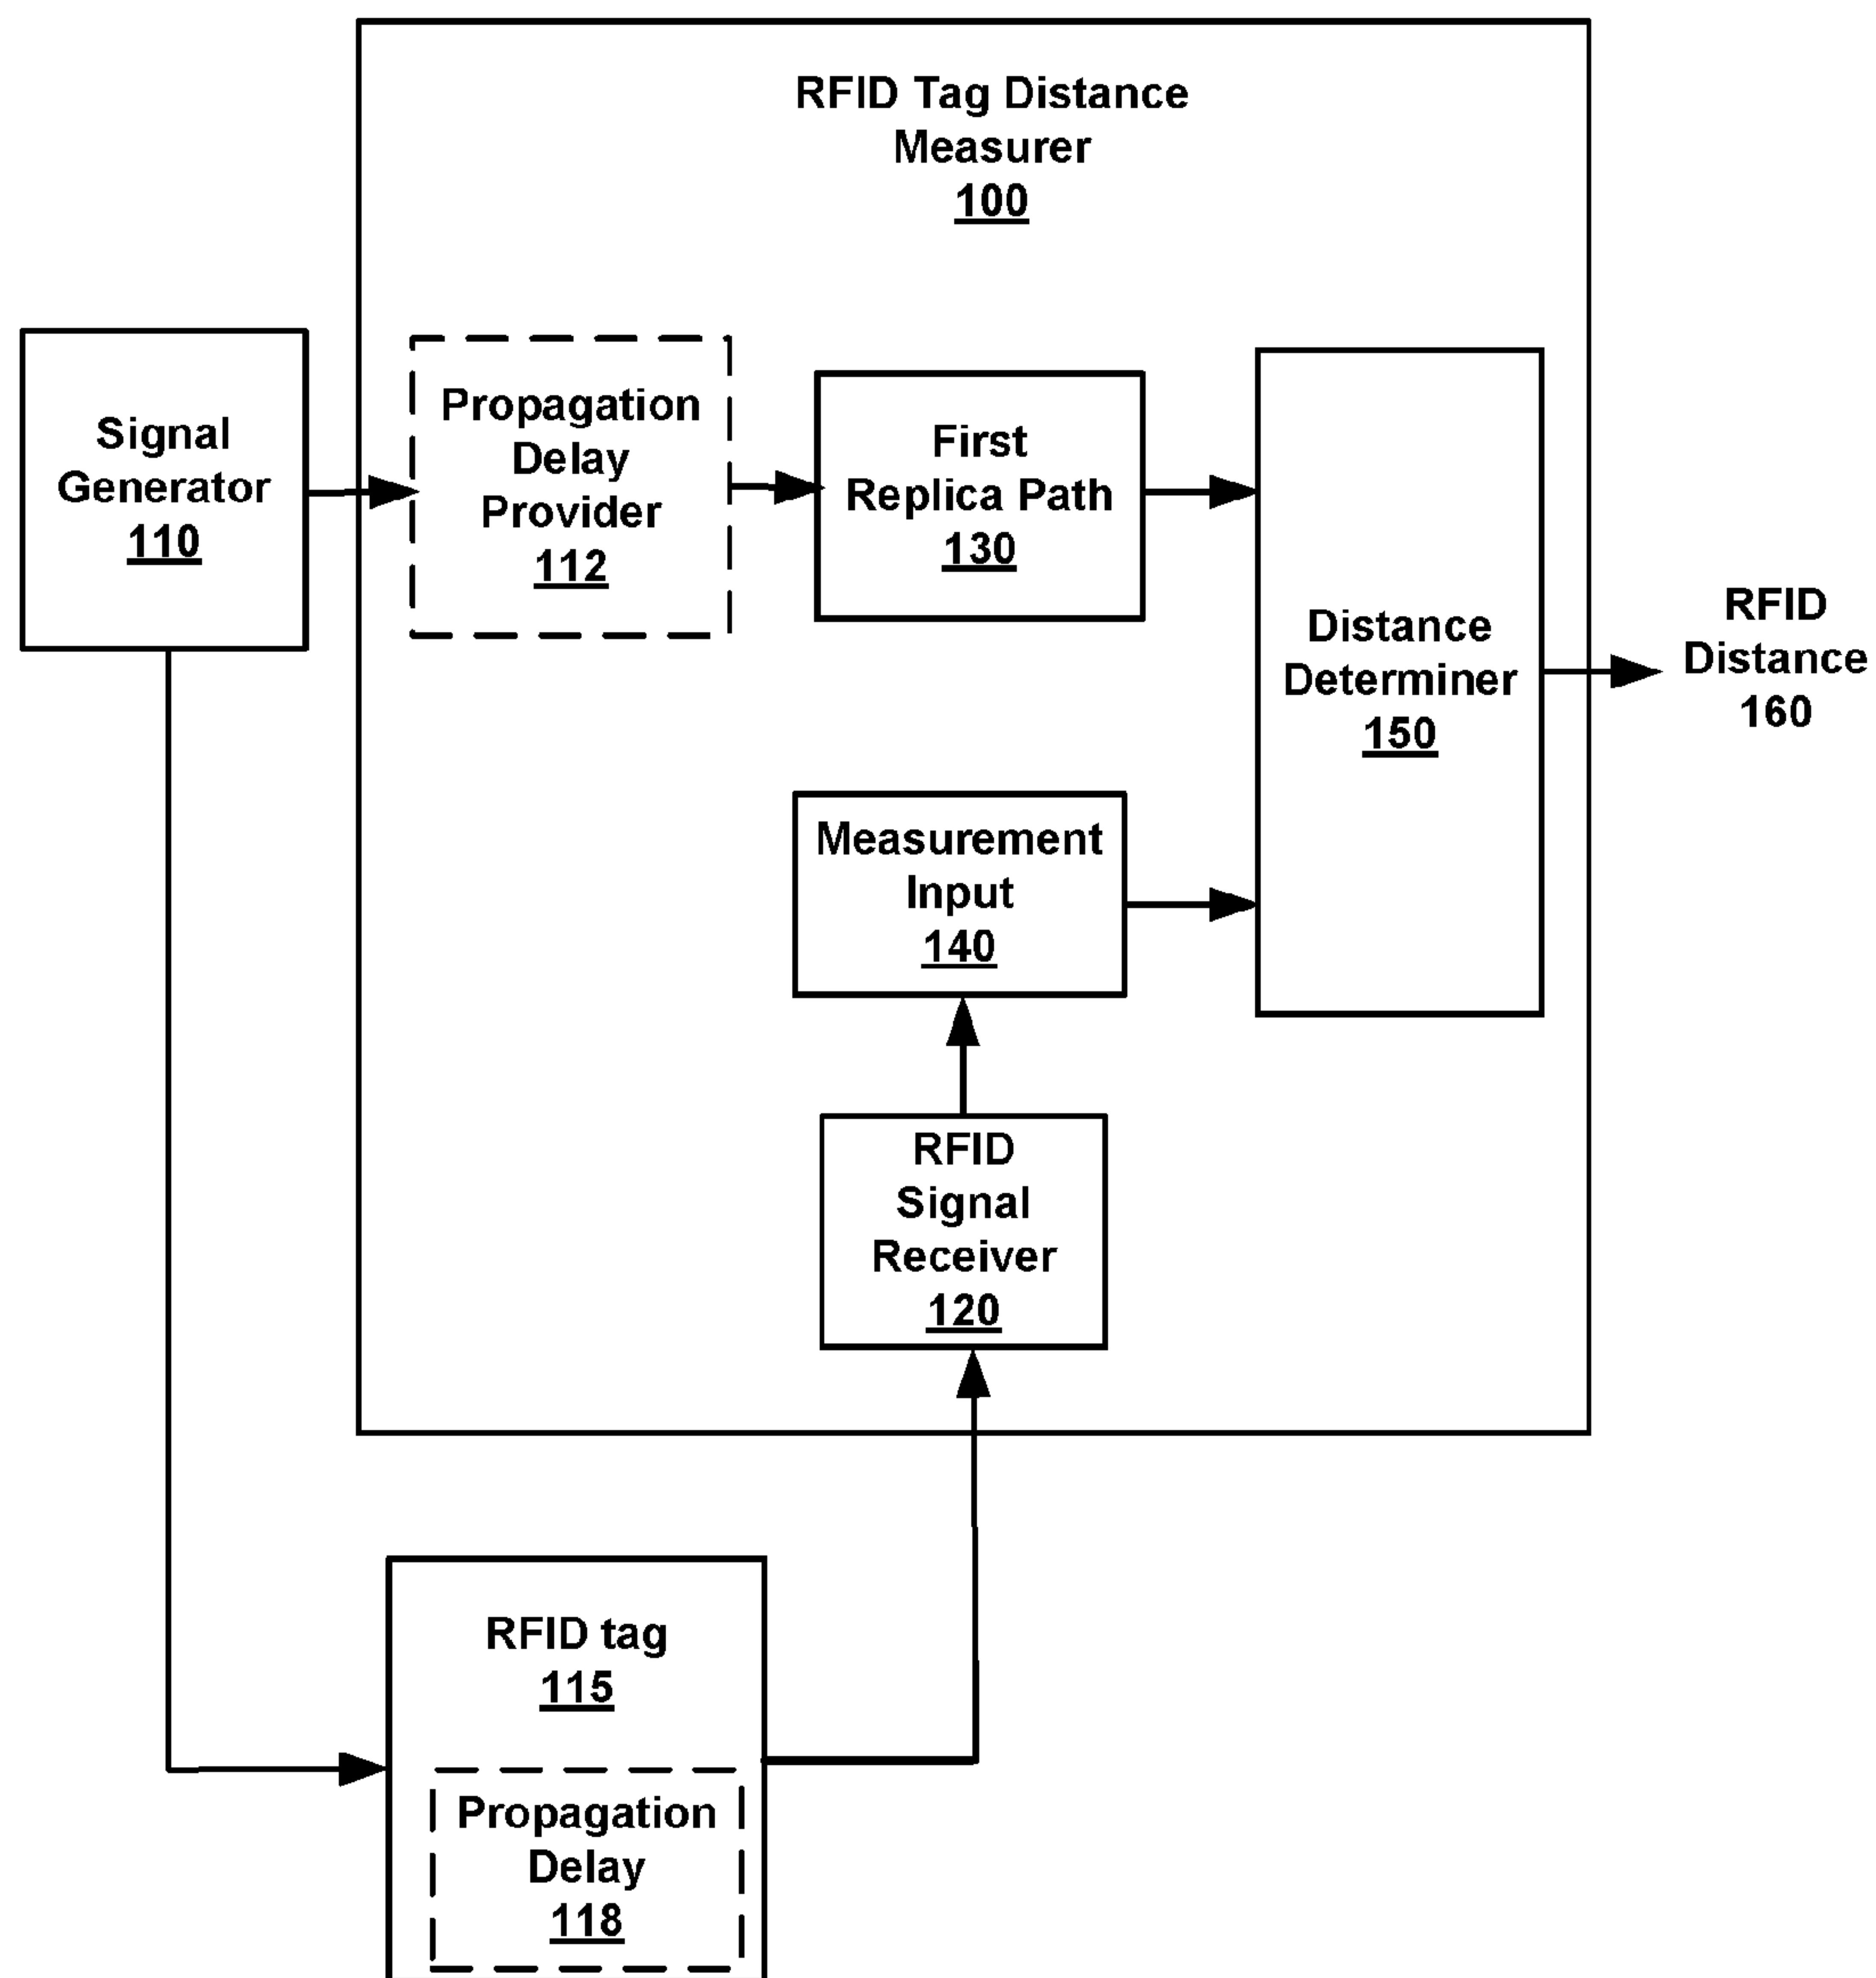 RFID Tag Distance
Measurer
100
Signal
Generator
110
Propagation
Delay
Provider
112
First
Replica Path
130
Distance
Determiner
150
RFID
Distance
160
Measurement
Input
140
RFID
Signal
Receiver
120
RFID tag
115
Propagation
Delay
118